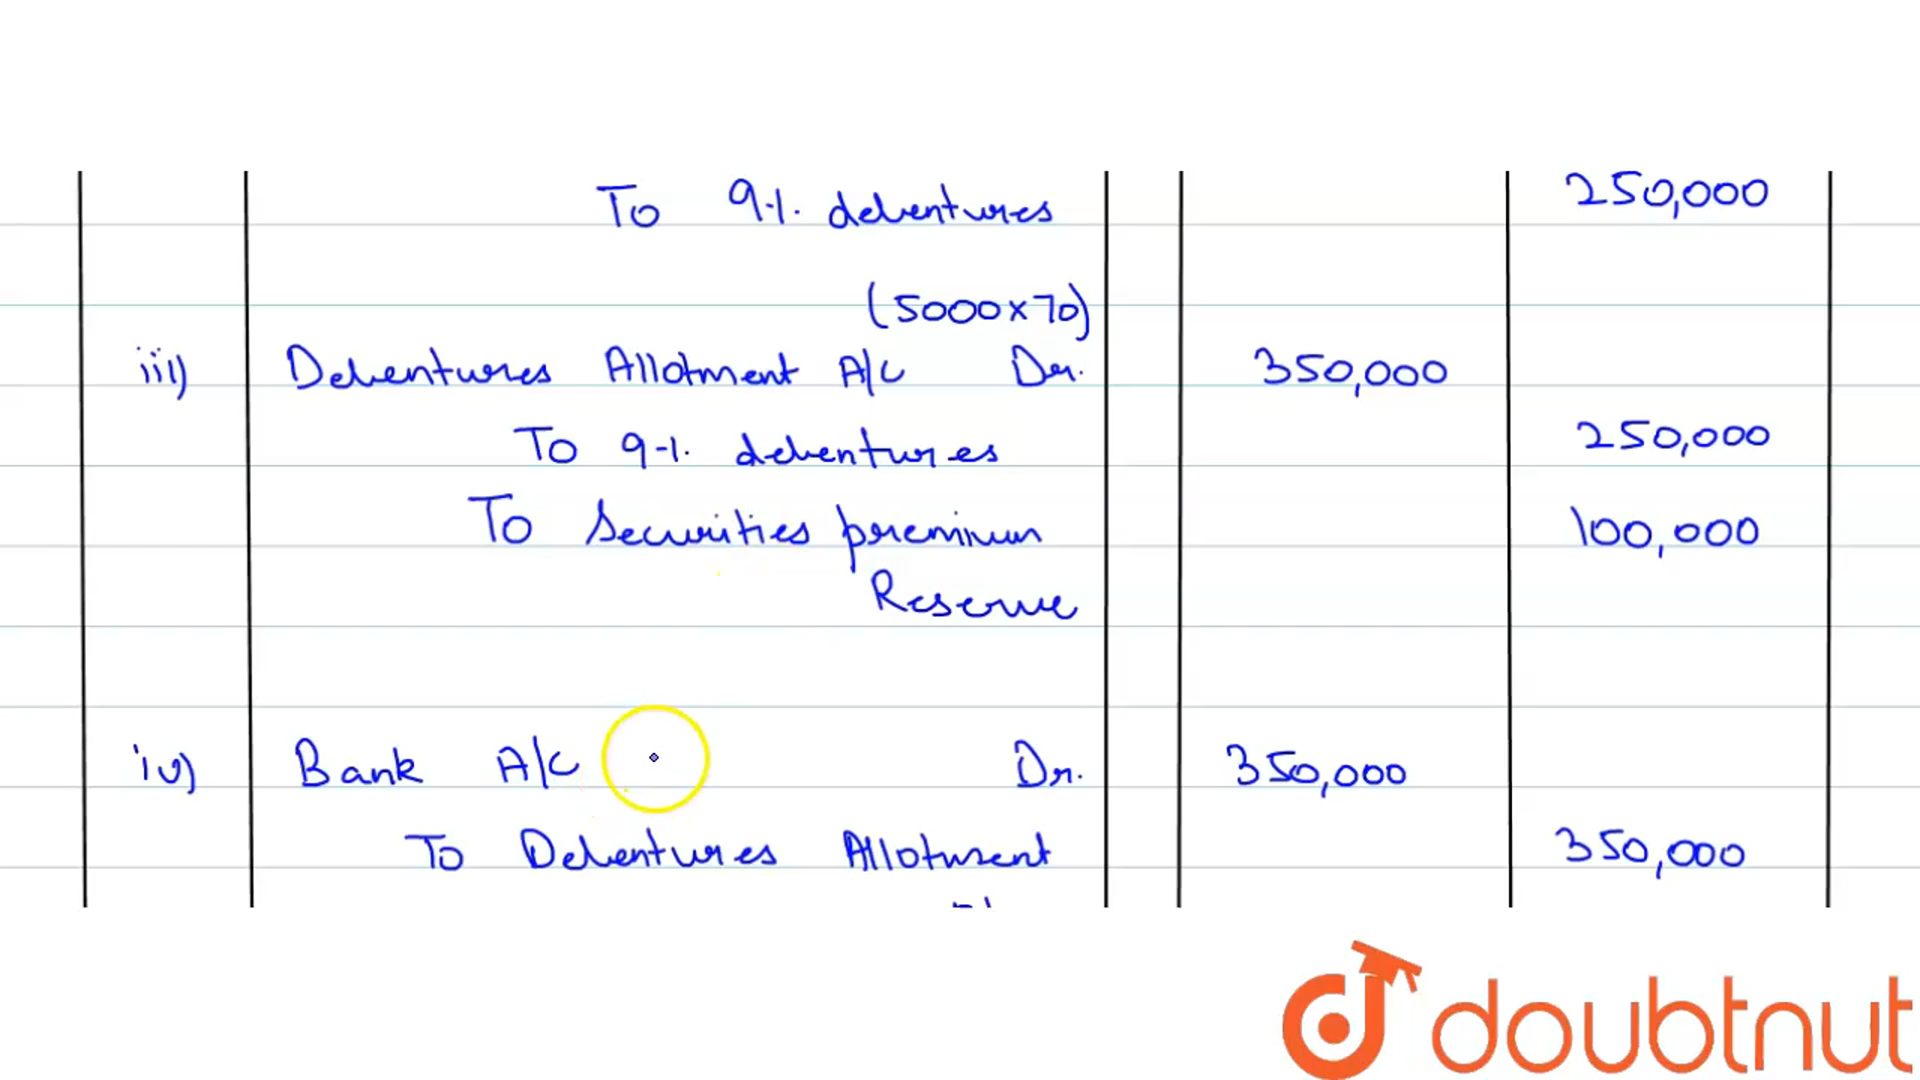 To 9%. debentures 250,000
(5000x70)
iii) Debentures Allotment A/c Dr. 350,000
To 9%. debentures 250,000
To Securities premium 100,000
Reserve
iv) Bank A/c Dr. 350,000
To Debentures Allotment 350,000
doubtnut